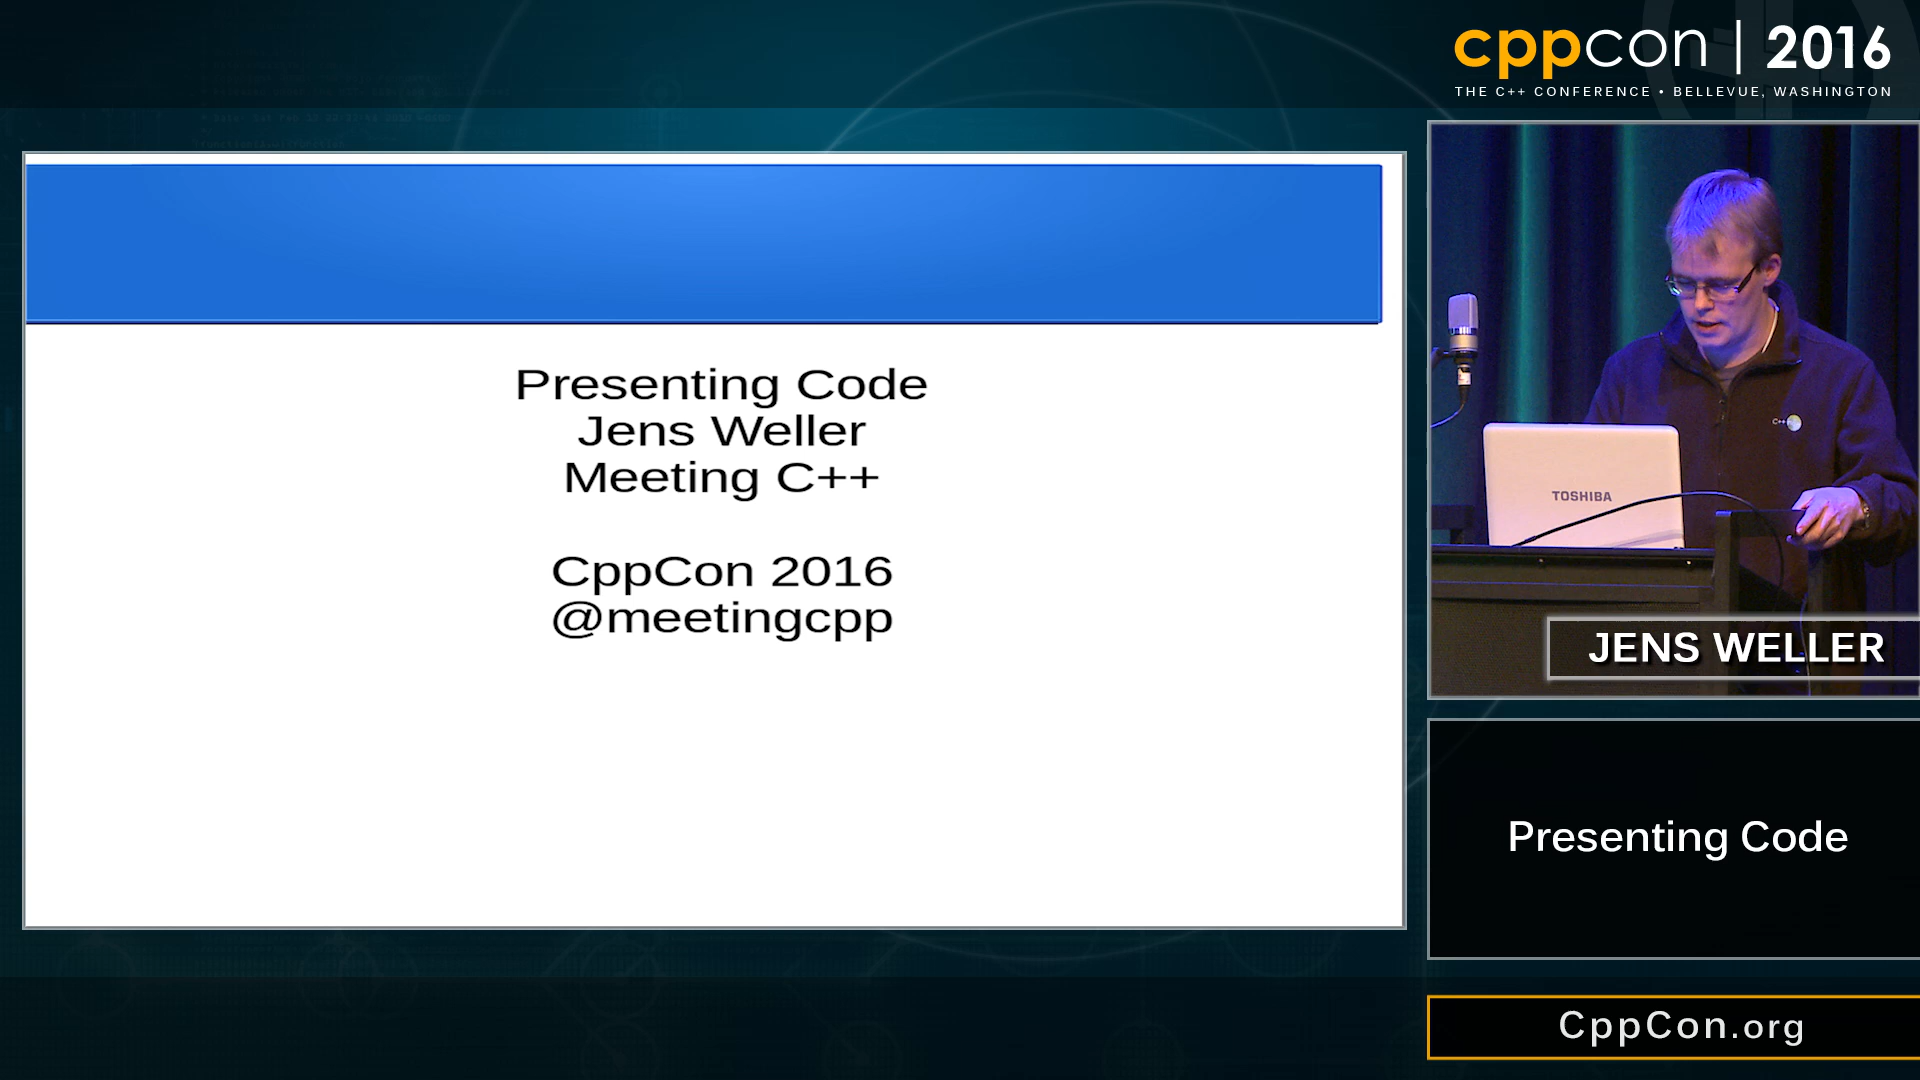 cppcon | 2016
THE C++ CONFERENCE • BELLEVUE, WASHINGTON
Presenting Code
Jens Weller
Meeting C++
CppCon 2016
@meetingcpp
C++
TOSHIBA
JENS WELLER
Presenting Code
CppCon.org